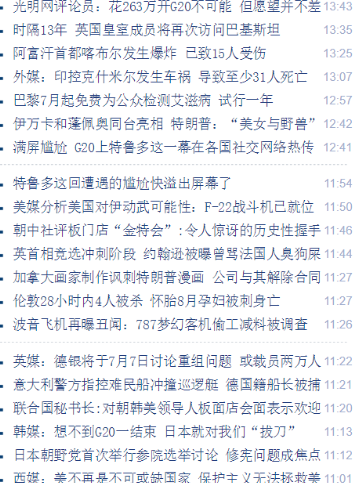 光明网评论员：花263万开G20不可能 但愿望并不差 13:43
时隔13年 英国皇室成员将再次访问巴基斯坦 13:35
阿富汗首都喀布尔发生爆炸 已致15人受伤 13:25
外媒：印控克什米尔发生车祸 导致至少31人死亡 13:07
巴黎7月起免费为公众检测艾滋病 试行一年 12:57
伊万卡和蓬佩奥同台亮相 特朗普：“美女与野兽” 12:42
满屏尴尬 G20上特鲁多这一幕在各国社交网络热传 12:41
特鲁多这回遭遇的尴尬快溢出屏幕了 11:54
美媒分析美国对伊动武可能性：F-22战斗机已就位 11:50
朝中社评板门店“金特会”:令人惊讶的历史性握手 11:46
英首相竞选冲刺阶段 约翰逊被曝曾骂法国人臭狗屎 11:44
加拿大画家制作讽刺特朗普漫画 公司与其解除合同 11:27
伦敦28小时内4人被杀 怀胎8月孕妇被刺身亡 11:27
波音飞机再曝丑闻：787梦幻客机偷工减料被调查 11:26
英媒：德银将于7月7日讨论重组问题 或裁员两万人 11:22
意大利警方指控难民船冲撞巡逻艇 德国籍船长被捕 11:21
联合国秘书长:对朝韩美领导人板门店会面表示欢迎 11:20
韩媒：想不到G20一结束 日本就对我们“拔刀” 11:13
日本朝野党首次举行参院选举讨论 修宪问题成焦点 11:12
西媒：美不再是不可或缺国家 保护主义无法拯救美 11:01